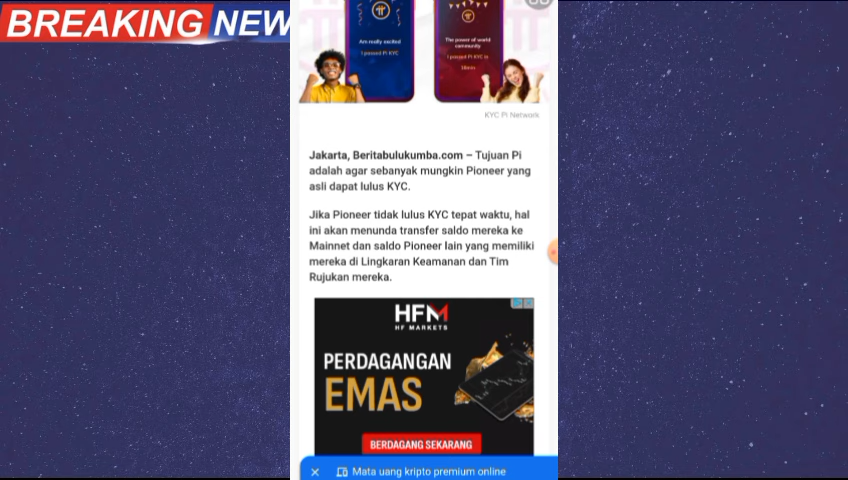 BREAKING NEW
Am really excited
I passed Pi KYC
The power of world
community
I passed Pi KYC in
KYC Pi Network
Jakarta, Beritabulukumba.com – Tujuan Pi
adalah agar sebanyak mungkin Pioneer yang
asli dapat lulus KYC.
Jika Pioneer tidak lulus KYC tepat waktu, hal
ini akan menunda transfer saldo mereka ke
Mainnet dan saldo Pioneer lain yang memiliki
mereka di Lingkaran Keamanan dan Tim
Rujukan mereka.
HFM
HF MARKETS
PERDAGANGAN
EMAS
BERDAGANG SEKARANG
Mata uang kripto premium online